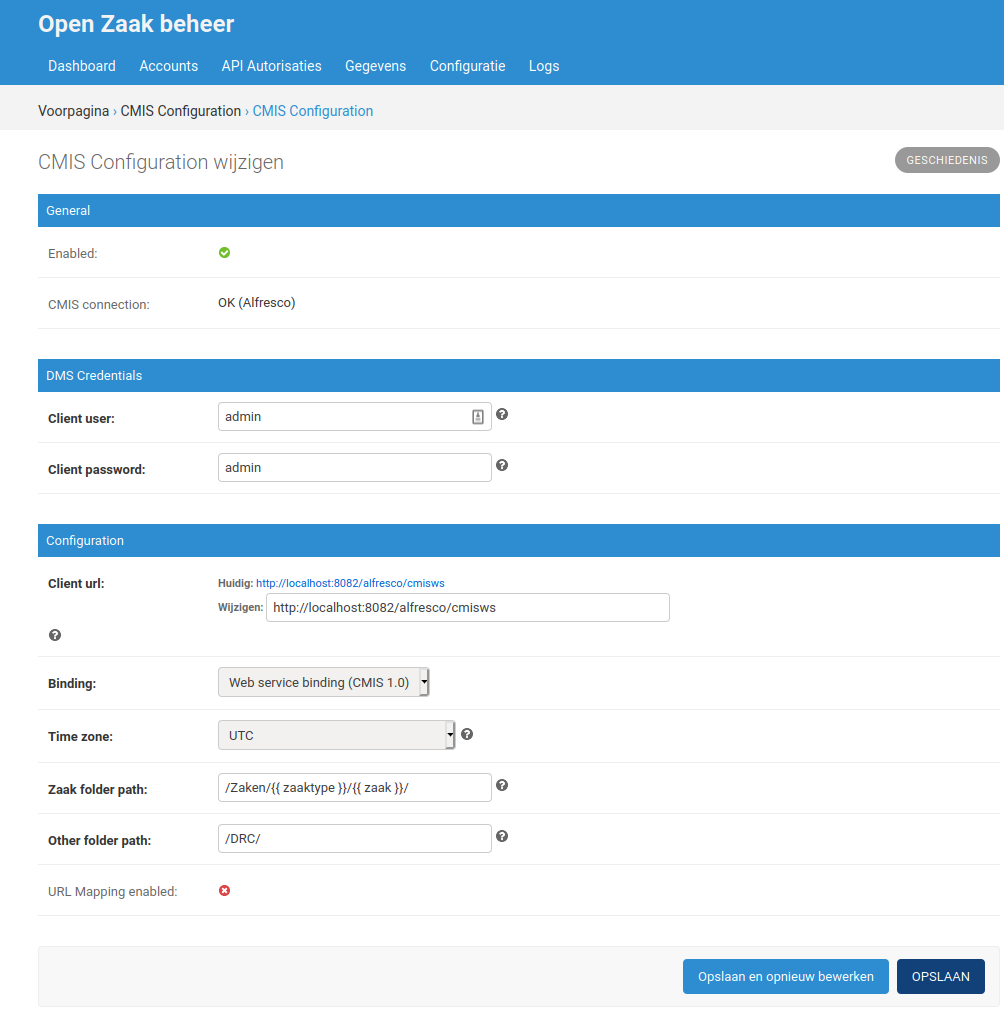 Open Zaak beheer
Dashboard Accounts API Autorisaties Gegevens Configuratie Logs
Voorpagina › CMIS Configuration › CMIS Configuration
CMIS Configuration wijzigen
GESCHIEDENIS
General
Enabled:
CMIS connection: OK (Alfresco)
DMS Credentials
Client user: admin
Client password: admin
Configuration
Client url: Huidig: http://localhost:8082/alfresco/cmisws
Wijzigen: http://localhost:8082/alfresco/cmisws
Binding: Web service binding (CMIS 1.0)
Time zone: UTC
Zaak folder path: /Zaken/{{ zaaktype }}/{{ zaak }}/
Other folder path: /DRC/
URL Mapping enabled:
Opslaan en opnieuw bewerken OPSLAAN